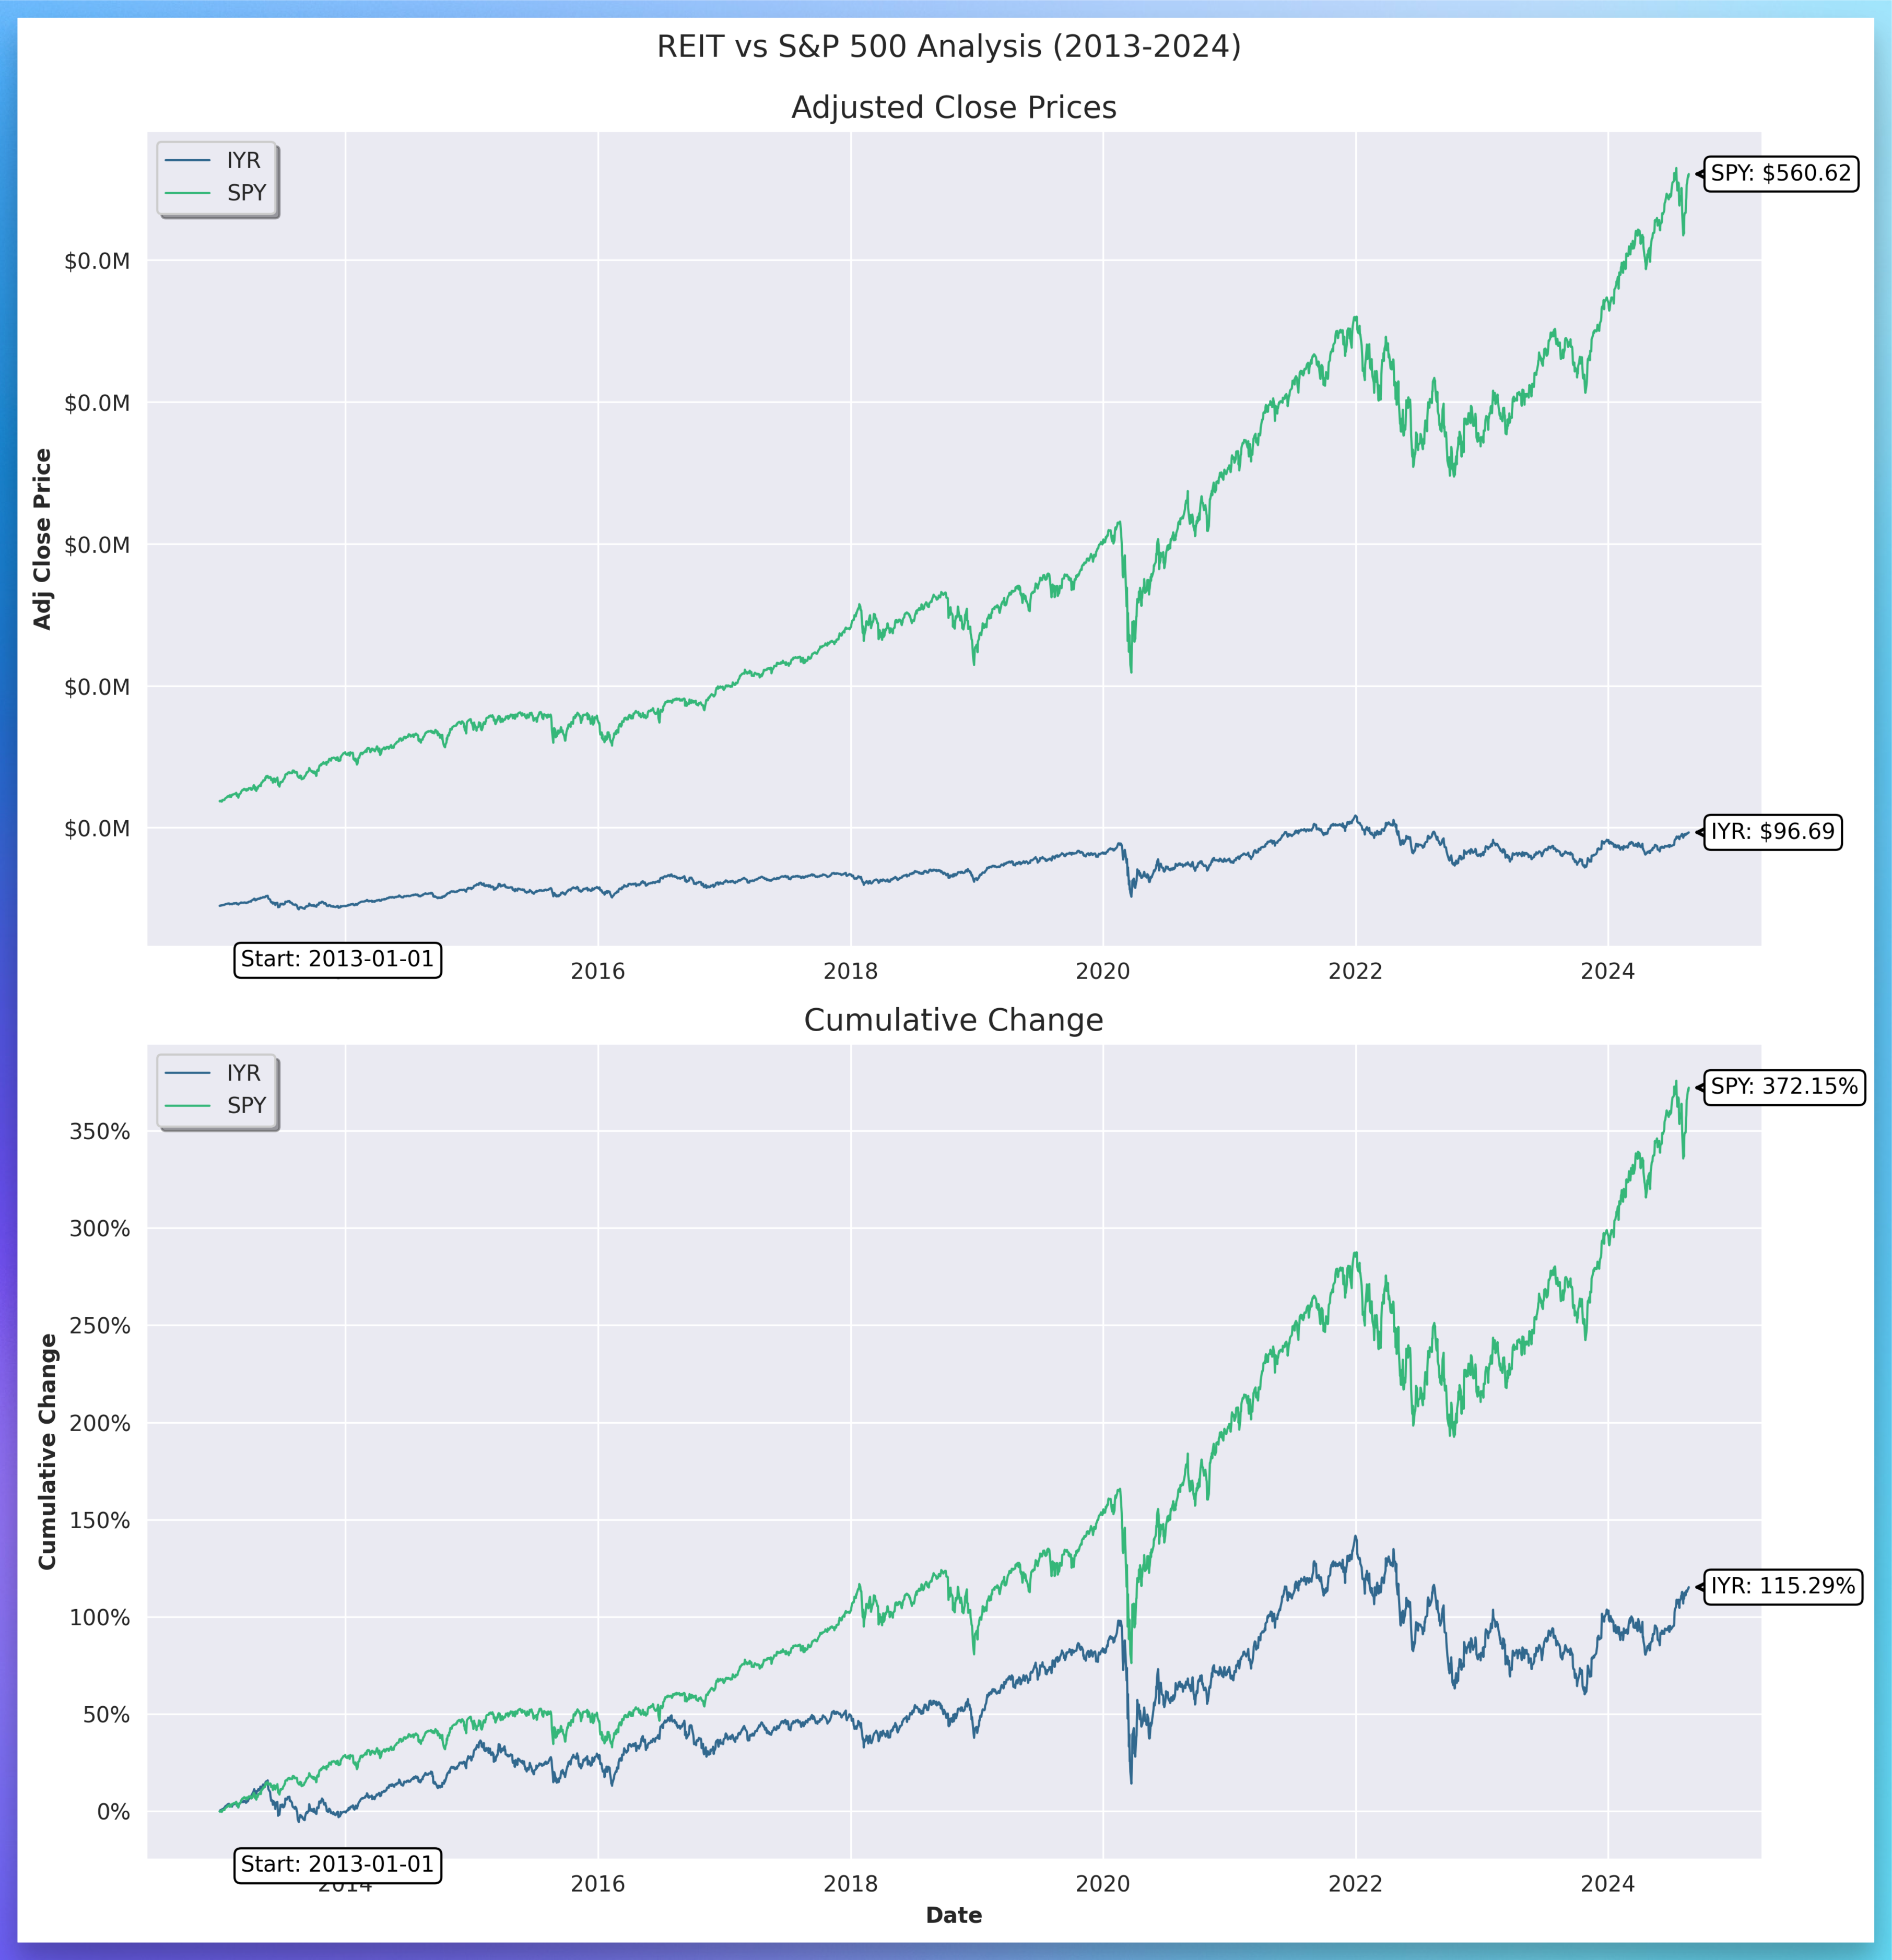 REIT vs S&P 500 Analysis (2013-2024)
Adjusted Close Prices
IYR
SPY
SPY: $560.62
$0.0M
$0.0M
$0.0M
$0.0M
$0.0M
Adj Close Price
IYR: $96.69
Start: 2013-01-01
2016
2018
2020
2022
2024
Cumulative Change
IYR
SPY
SPY: 372.15%
350%
300%
250%
200%
150%
100%
50%
0%
Cumulative Change
IYR: 115.29%
Start: 2013-01-01
2014
2016
2018
2020
2022
2024
Date